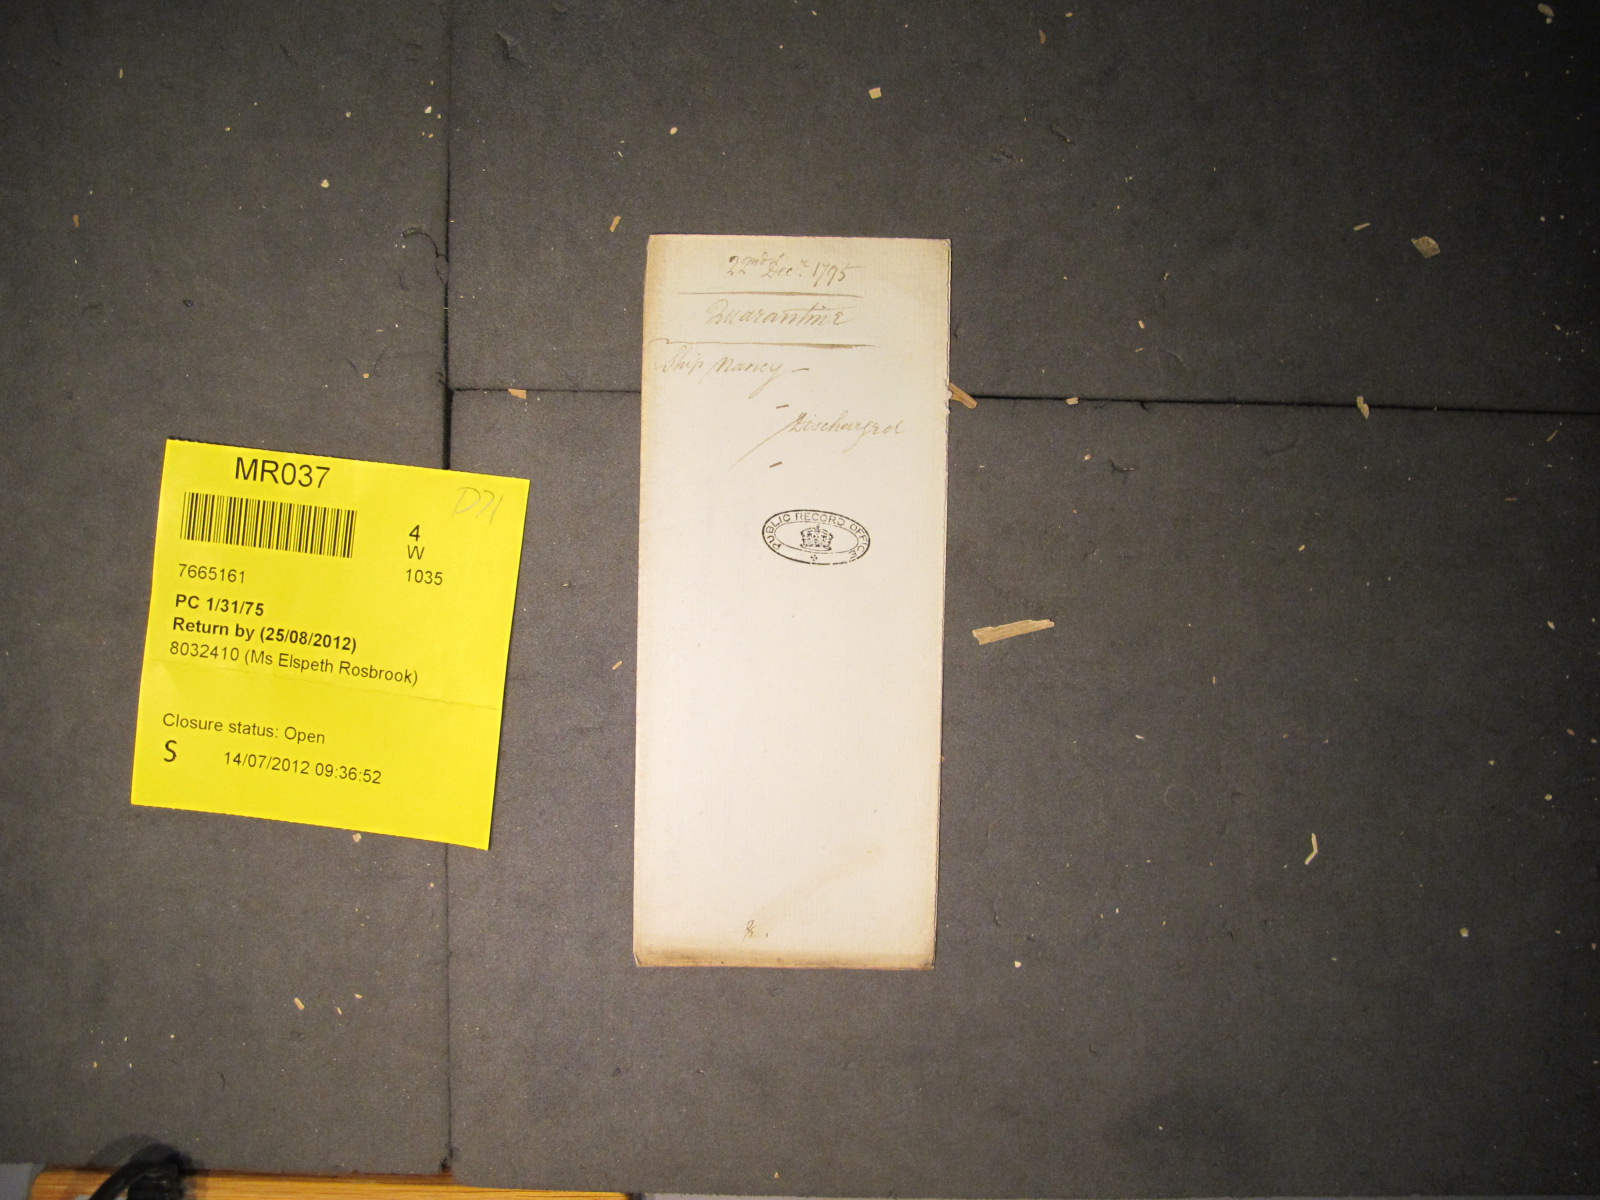 MR037
D71
4
W
7665161
1035
PC 1/31/75
Return by (25/08/2012)
8032410 (Ms Elspeth Rosbrook)
Closure status: Open
S
14/07/2012 09:36:52
22nd Decr. 1795
Quarantine
Ship Nancy –
Discharged
PUBLIC RECORD OFFICE